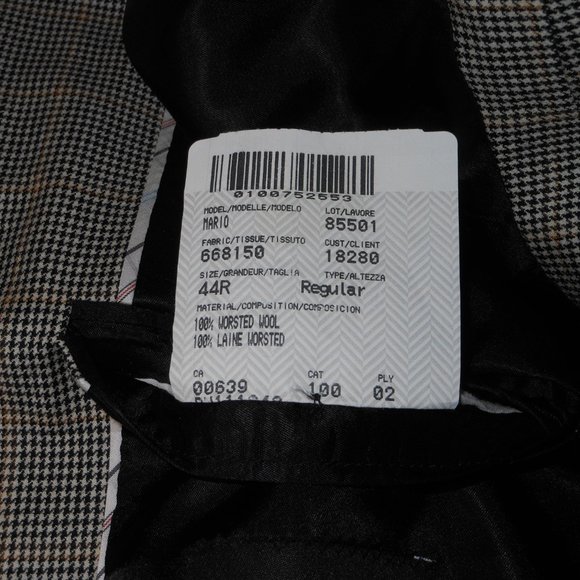 0100752553
MODEL/MODELLE/MODELO LOT/LAVORE
MARIO 85501
FABRIC/TISSUE/TISSUTO CUST/CLIENT
668150 18280
SIZE/GRANDEUR/TAGLIA TYPE/ALTEZZA
44R Regular
MATERIAL/COMPOSITION/COMPOSICION
100% WORSTED WOOL
100% LAINE WORSTED
CA CAT PLY
00639 100 02